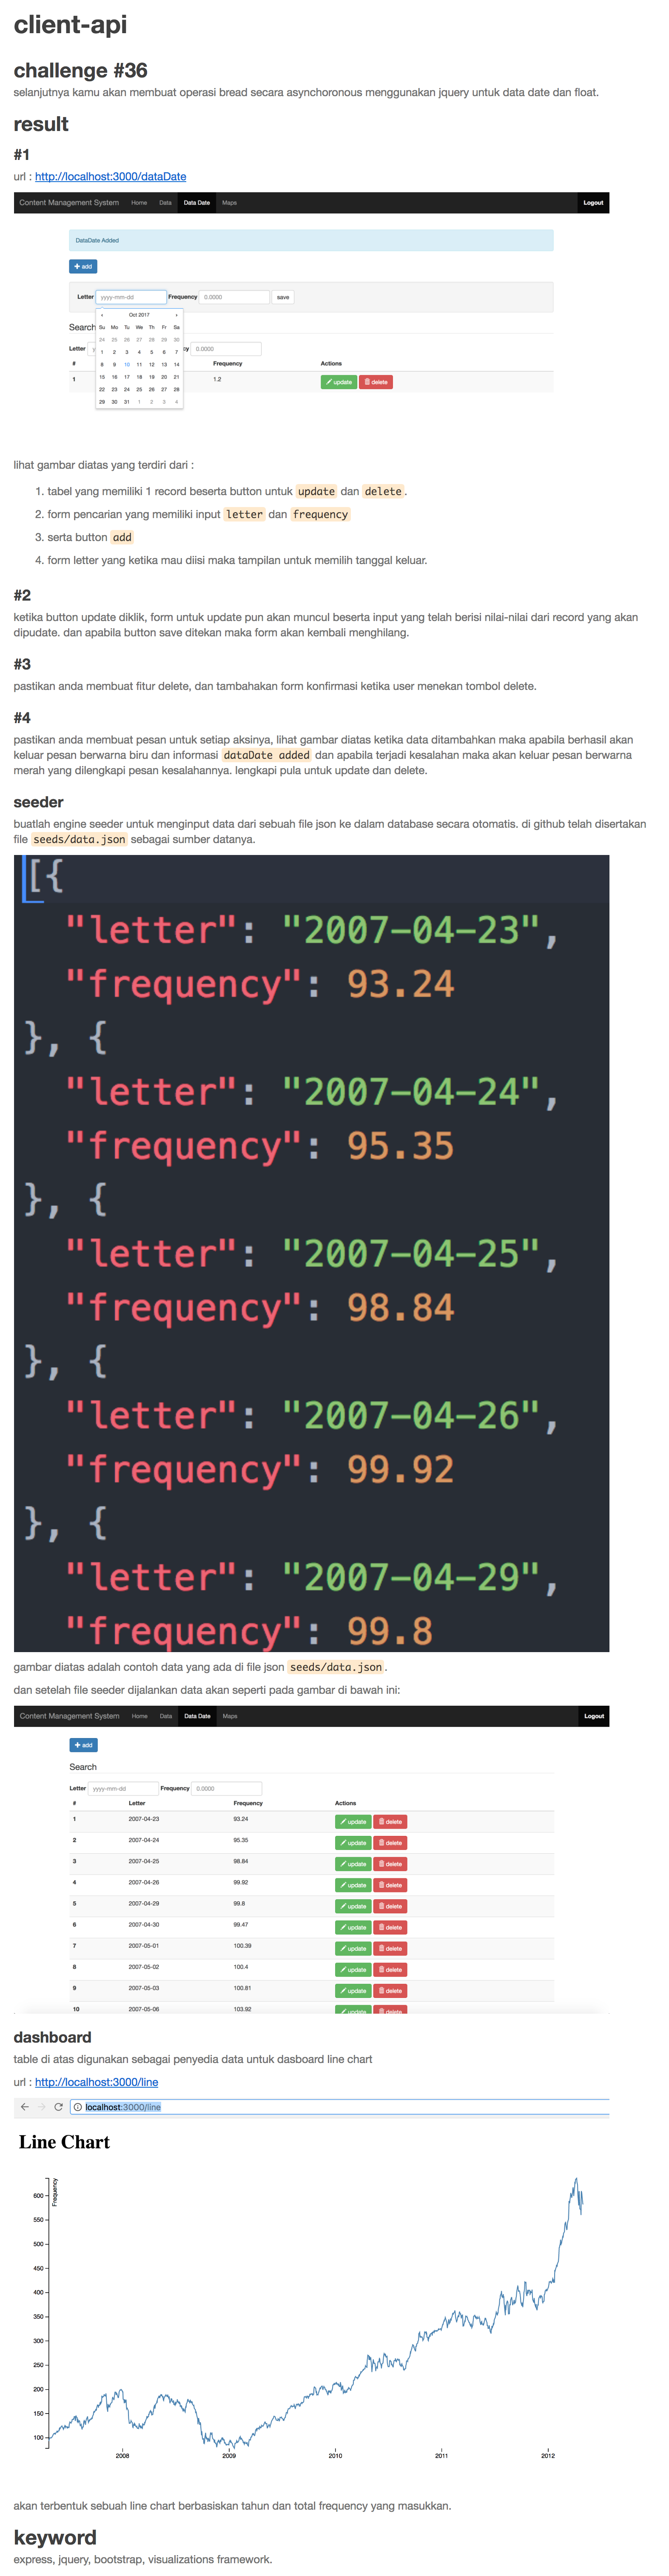 client-api
challenge #36
selanjutnya kamu akan membuat operasi bread secara asynchoronous menggunakan jquery untuk data date dan float.
result
#1
url : http://localhost:3000/dataDate
Content Management System Home Data Data Date Maps Logout
DataDate Added
+ add
Letter yyyy-mm-dd Frequency 0.0000 save
‹ Oct 2017 ›
Su Mo Tu We Th Fr Sa
24 25 26 27 28 29 30
1 2 3 4 5 6 7
8 9 10 11 12 13 14
15 16 17 18 19 20 21
22 23 24 25 26 27 28
29 30 31 1 2 3 4
Search
Letter y cy 0.0000
# Frequency Actions
1 1.2 update delete
lihat gambar diatas yang terdiri dari :
1. tabel yang memiliki 1 record beserta button untuk update dan delete.
2. form pencarian yang memiliki input letter dan frequency
3. serta button add
4. form letter yang ketika mau diisi maka tampilan untuk memilih tanggal keluar.
#2
ketika button update diklik, form untuk update pun akan muncul beserta input yang telah berisi nilai-nilai dari record yang akan
dipudate. dan apabila button save ditekan maka form akan kembali menghilang.
#3
pastikan anda membuat fitur delete, dan tambahakan form konfirmasi ketika user menekan tombol delete.
#4
pastikan anda membuat pesan untuk setiap aksinya, lihat gambar diatas ketika data ditambahkan maka apabila berhasil akan
keluar pesan berwarna biru dan informasi dataDate added dan apabila terjadi kesalahan maka akan keluar pesan berwarna
merah yang dilengkapi pesan kesalahannya. lengkapi pula untuk update dan delete.
seeder
buatlah engine seeder untuk menginput data dari sebuah file json ke dalam database secara otomatis. di github telah disertakan
file seeds/data.json sebagai sumber datanya.
[{
"letter": "2007-04-23",
"frequency": 93.24
}, {
"letter": "2007-04-24",
"frequency": 95.35
}, {
"letter": "2007-04-25",
"frequency": 98.84
}, {
"letter": "2007-04-26",
"frequency": 99.92
}, {
"letter": "2007-04-29",
"frequency": 99.8
gambar diatas adalah contoh data yang ada di file json seeds/data.json.
dan setelah file seeder dijalankan data akan seperti pada gambar di bawah ini:
Content Management System Home Data Data Date Maps Logout
+ add
Search
Letter yyyy-mm-dd Frequency 0.0000
# Letter Frequency Actions
1 2007-04-23 93.24 update delete
2 2007-04-24 95.35 update delete
3 2007-04-25 98.84 update delete
4 2007-04-26 99.92 update delete
5 2007-04-29 99.8 update delete
6 2007-04-30 99.47 update delete
7 2007-05-01 100.39 update delete
8 2007-05-02 100.4 update delete
9 2007-05-03 100.81 update delete
10 2007-05-06 103.92 update delete
dashboard
table di atas digunakan sebagai penyedia data untuk dasboard line chart
url : http://localhost:3000/line
localhost:3000/line
Line Chart
Frequency
600
550
500
450
400
350
300
250
200
150
100
2008 2009 2010 2011 2012
akan terbentuk sebuah line chart berbasiskan tahun dan total frequency yang masukkan.
keyword
express, jquery, bootstrap, visualizations framework.